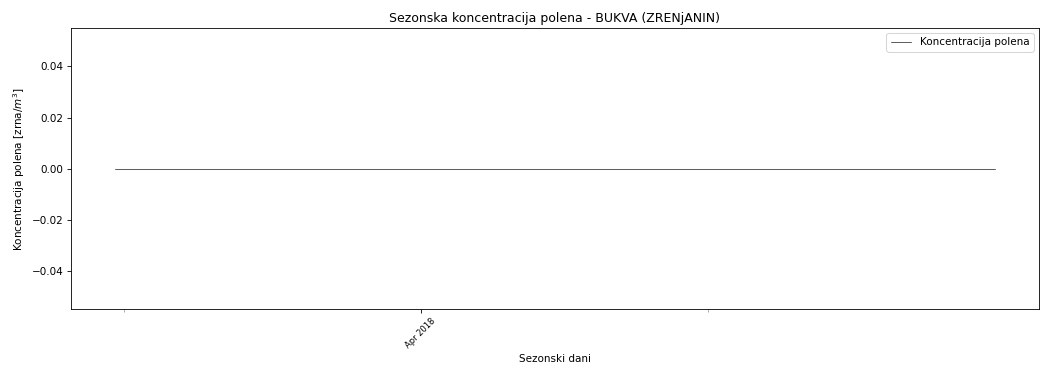 Sezonska koncentracija polena - BUKVA (ZRENjANIN)
Koncentracija polena
Koncentracija polena [zrna/m³]
0.04
0.02
0.00
−0.02
−0.04
Apr 2018
Sezonski dani